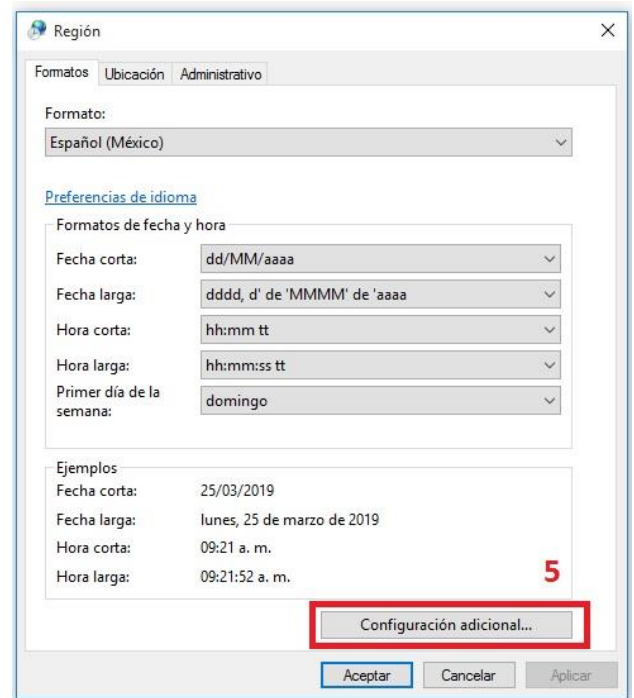 Región
Formatos Ubicación Administrativo
Formato:
Español (México)
Preferencias de idioma
Formatos de fecha y hora
Fecha corta: dd/MM/aaaa
Fecha larga: dddd, d' de 'MMMM' de 'aaaa
Hora corta: hh:mm tt
Hora larga: hh:mm:ss tt
Primer día de la
semana: domingo
Ejemplos
Fecha corta: 25/03/2019
Fecha larga: lunes, 25 de marzo de 2019
Hora corta: 09:21 a. m.
Hora larga: 09:21:52 a. m.
5
Configuración adicional...
Aceptar Cancelar Aplicar